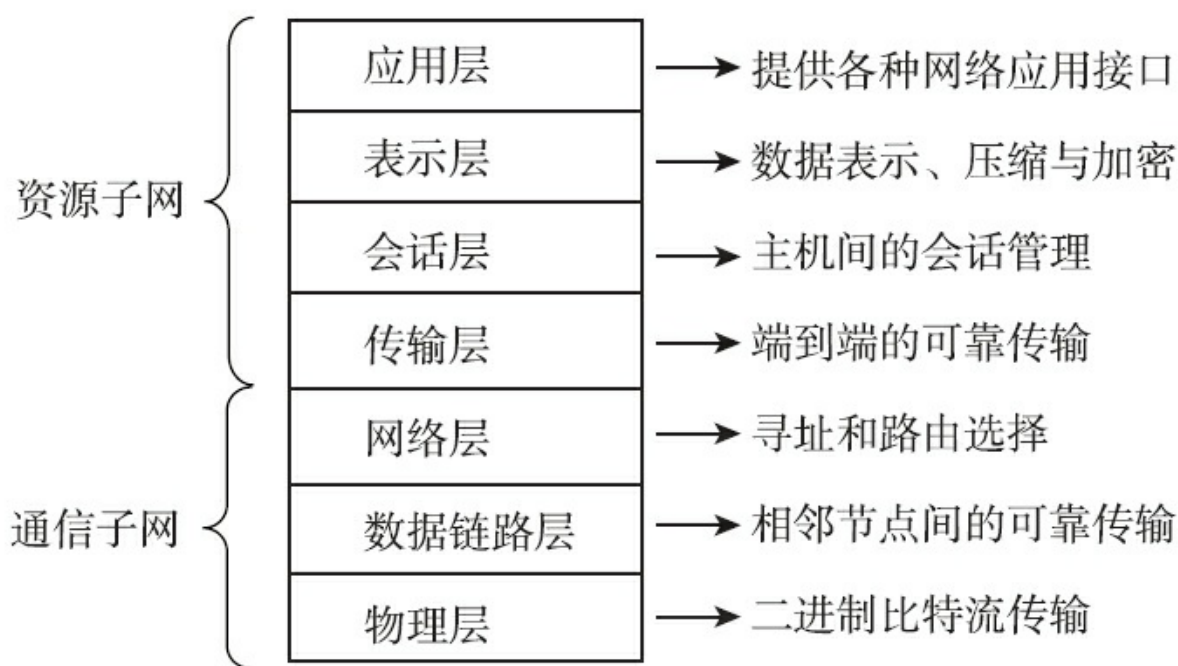 应用层
提供各种网络应用接口
表示层
数据表示、压缩与加密
资源子网
会话层
主机间的会话管理
传输层
端到端的可靠传输
网络层
寻址和路由选择
通信子网
数据链路层
相邻节点间的可靠传输
物理层
二进制比特流传输